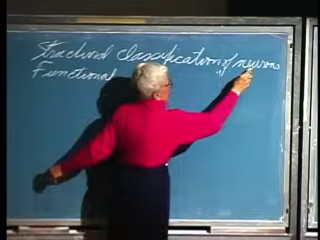 Structural classification of neurons
Functional " "